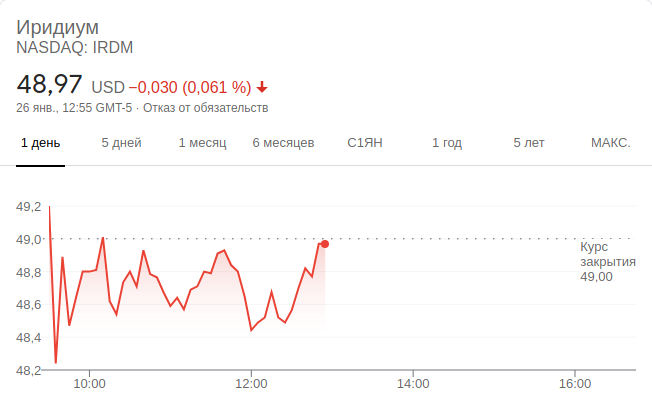 Иридиум
NASDAQ: IRDM
48,97 USD −0,030 (0,061 %)
26 янв., 12:55 GMT-5 · Отказ от обязательств
1 день 5 дней 1 месяц 6 месяцев С1ЯН 1 год 5 лет МАКС.
49,2
49,0
Курс
закрытия
49,00
48,8
48,6
48,4
48,2
10:00 12:00 14:00 16:00